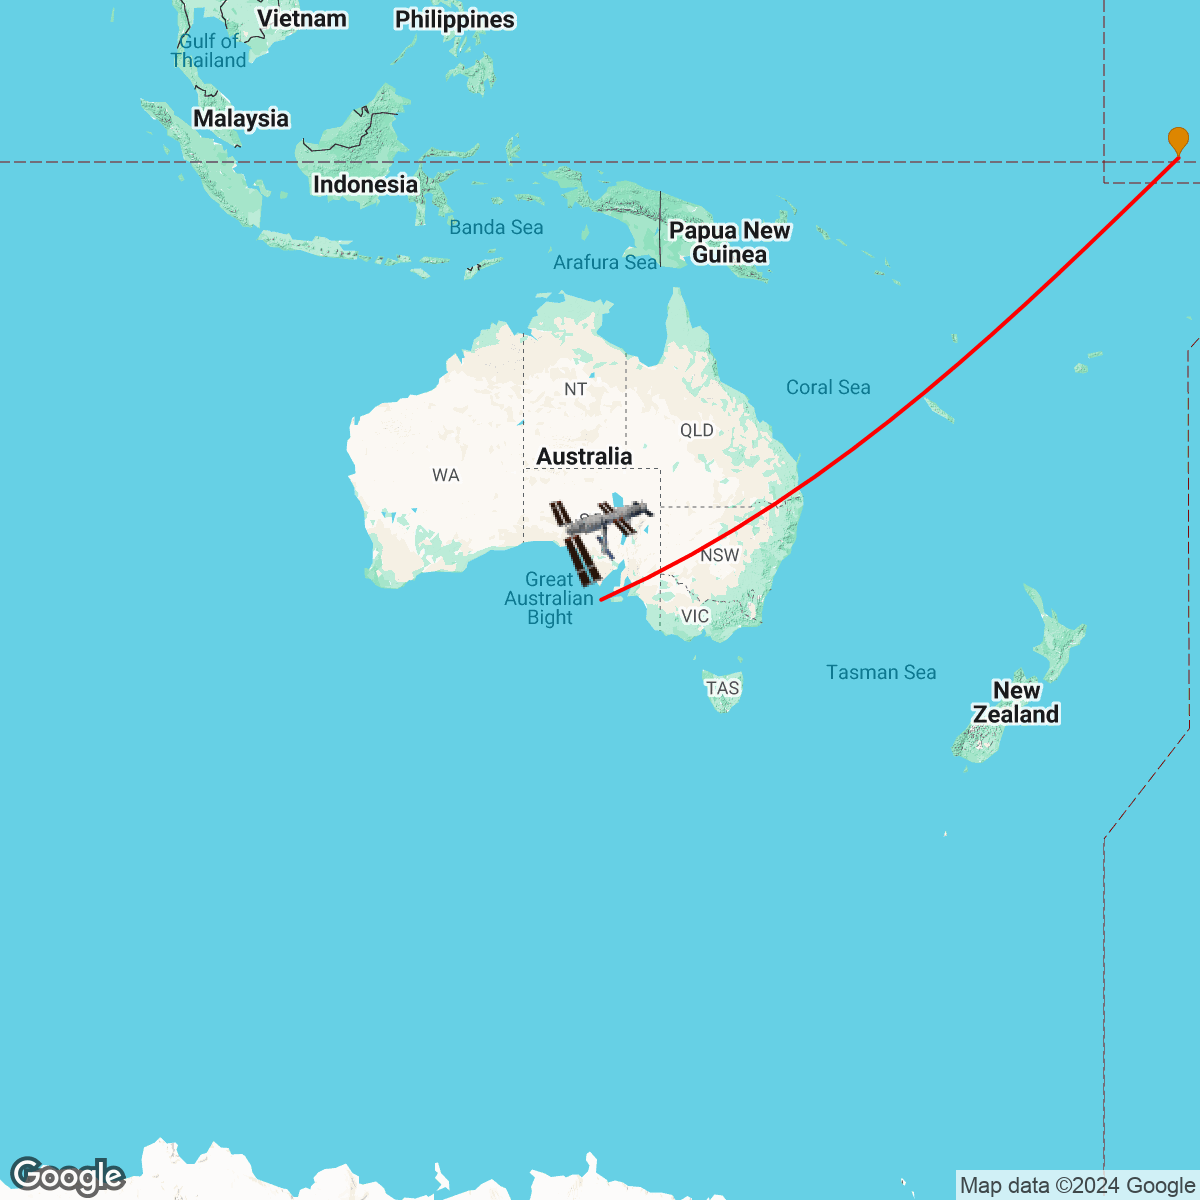 Vietnam
Philippines
Gulf of
Thailand
Malaysia
Indonesia
Banda Sea
Papua New
Guinea
Arafura Sea
NT
Coral Sea
QLD
Australia
WA
NSW
Great
Australian
Bight
VIC
Tasman Sea
TAS
New
Zealand
Google
Map data ©2024 Google